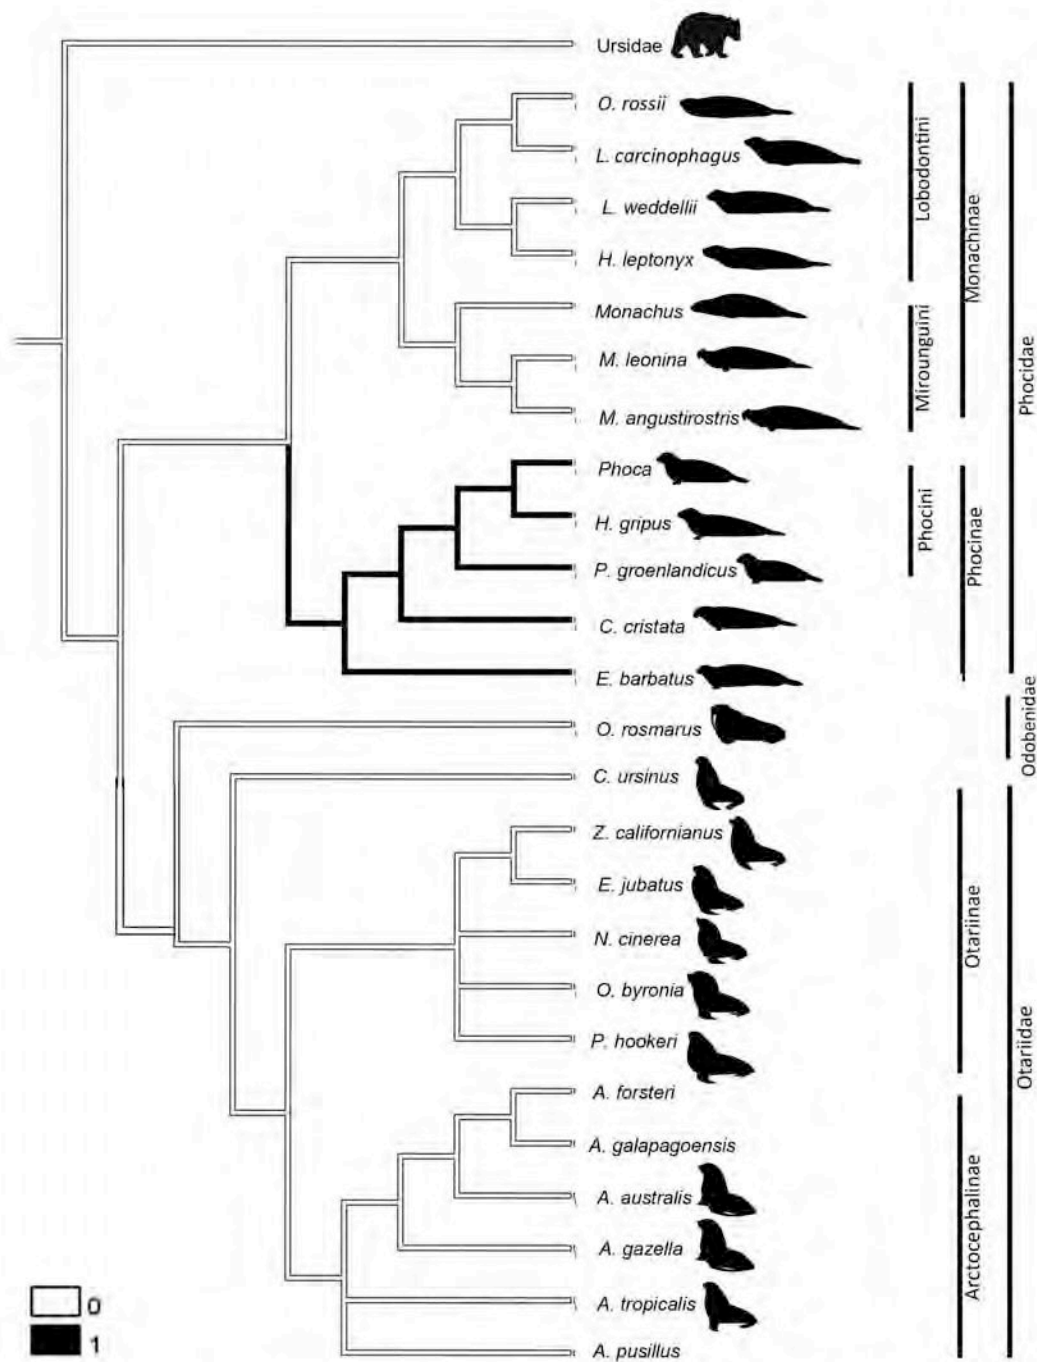 Ursidae
O. rossii
L. carcinophagus
L. weddellii
H. leptonyx
Monachus
M. leonina
M. angustirostris
Phoca
H. gripus
P. groenlandicus
C. cristata
E. barbatus
O. rosmarus
C. ursinus
Z. californianus
E. jubatus
N. cinerea
O. byronia
P. hookeri
A. forsteri
A. galapagoensis
A. australis
A. gazella
A. tropicalis
A. pusillus
Lobodontini
Mirounguini
Phocini
Monachinae
Phocinae
Otariinae
Arctocephalinae
Phocidae
Odobenidae
Otariidae
0
1